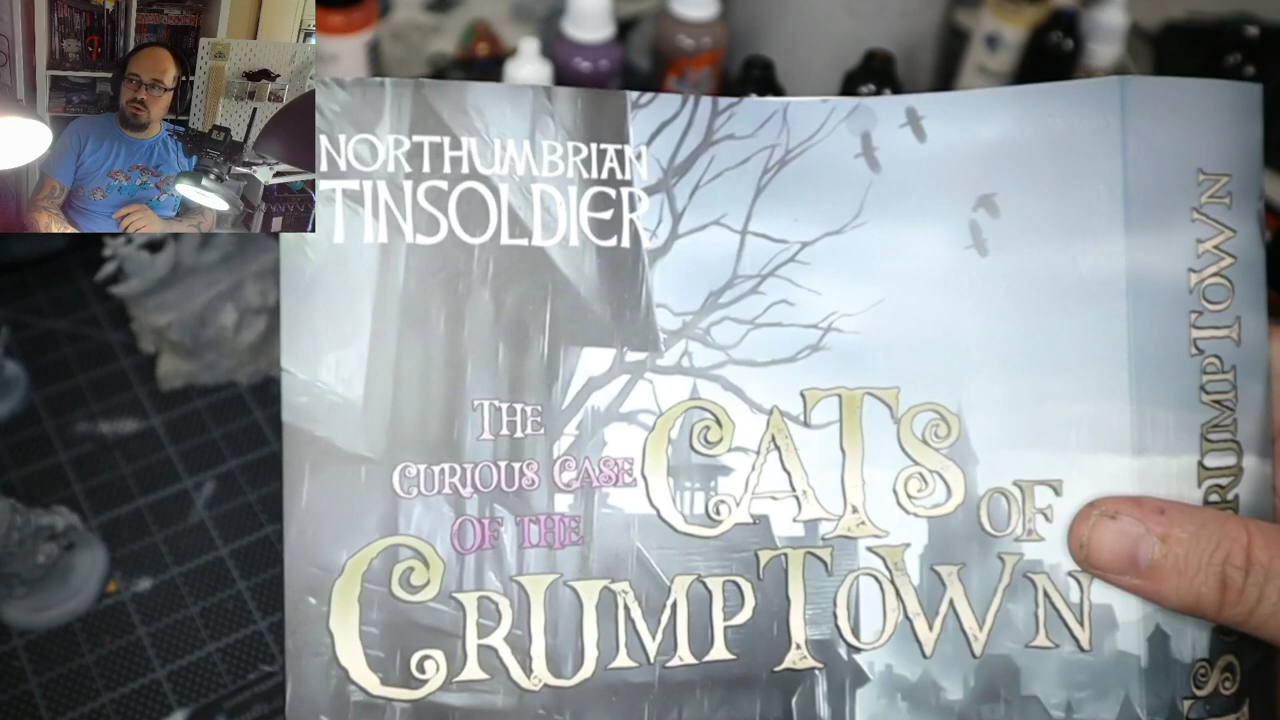 NORTHUMBRIAN
TINSOLDIER
THE
CURIOUS CASE
OF THE
CATS
OF
CRUMPTOWN
CRUMPTOWN